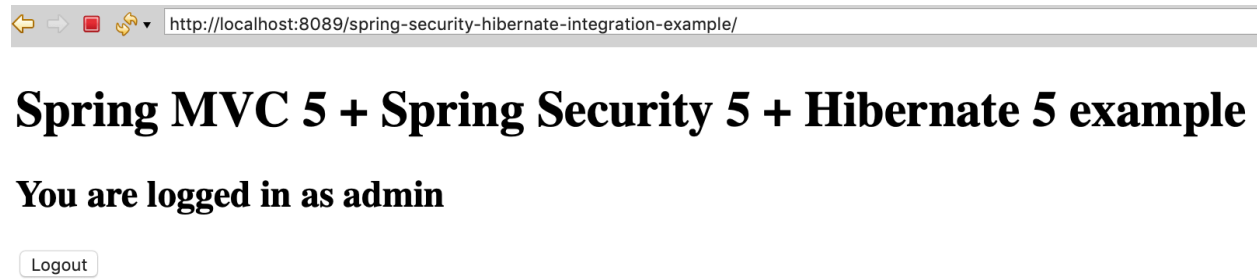 http://localhost:8089/spring-security-hibernate-integration-example/
Spring MVC 5 + Spring Security 5 + Hibernate 5 example
You are logged in as admin
Logout